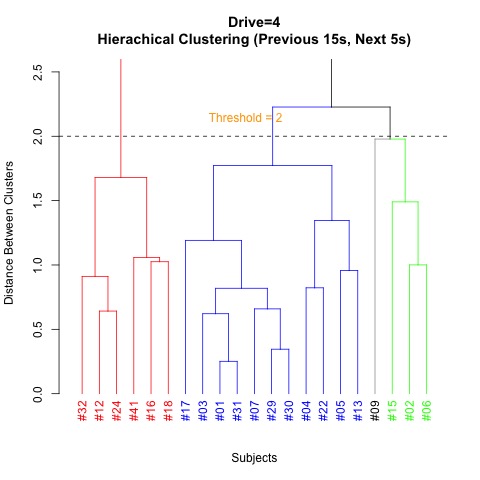 Drive=4
Hierachical Clustering (Previous 15s, Next 5s)
Distance Between Clusters
2.5
2.0
1.5
1.0
0.5
0.0
Threshold = 2
#32 #12 #24 #41 #16 #18 #17 #03 #01 #31 #07 #29 #30 #04 #22 #05 #13 #09 #15 #02 #06
Subjects